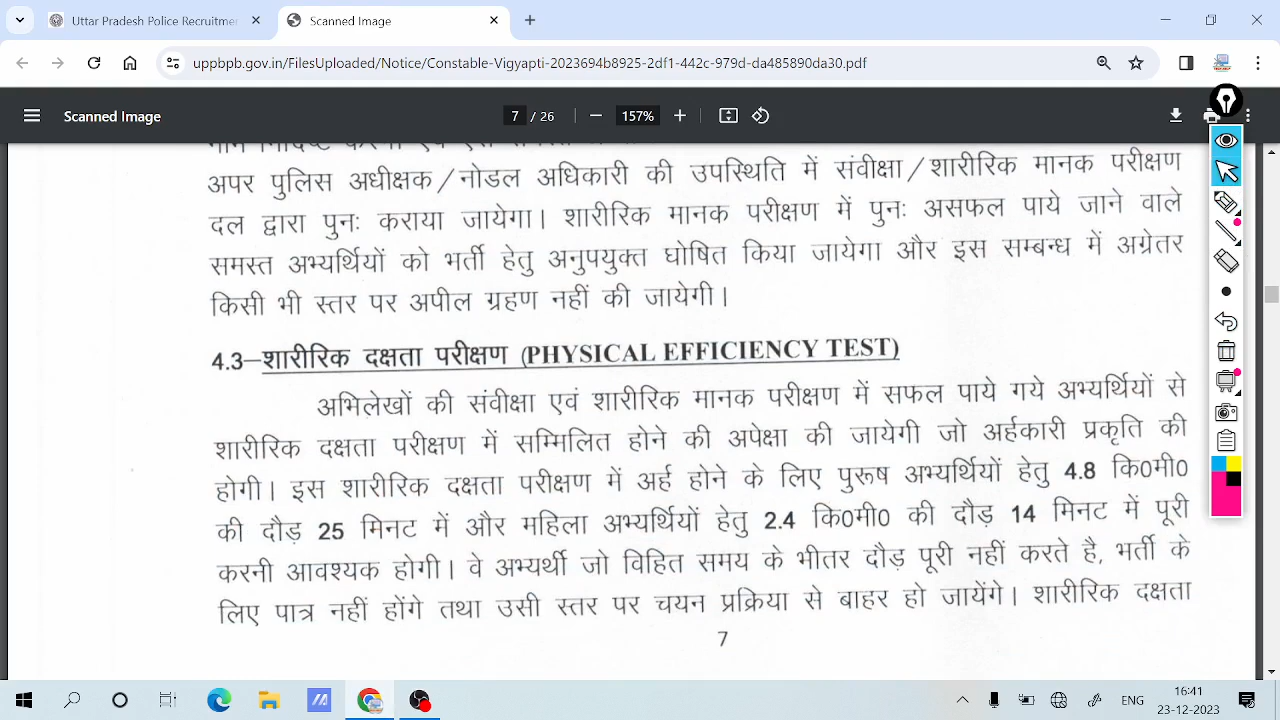 Uttar Pradesh Police Recruitmen
Scanned Image
uppbpb.gov.in/FilesUploaded/Notice/Constable-Vigypti-2023694b8925-2df1-442c-979d-da485890da30.pdf
Scanned Image
7 / 26
157%
अपर पुलिस अधीक्षक/नोडल अधिकारी की उपस्थिति में संवीक्षा/शारीरिक मानक परीक्षण
दल द्वारा पुनः कराया जायेगा। शारीरिक मानक परीक्षण में पुनः असफल पाये जाने वाले
समस्त अभ्यर्थियों को भर्ती हेतु अनुपयुक्त घोषित किया जायेगा और इस सम्बन्ध में अग्रेतर
किसी भी स्तर पर अपील ग्रहण नहीं की जायेगी।
4.3–शारीरिक दक्षता परीक्षण (PHYSICAL EFFICIENCY TEST)
अभिलेखों की संवीक्षा एवं शारीरिक मानक परीक्षण में सफल पाये गये अभ्यर्थियों से
शारीरिक दक्षता परीक्षण में सम्मिलित होने की अपेक्षा की जायेगी जो अर्हकारी प्रकृति की
होगी। इस शारीरिक दक्षता परीक्षण में अर्ह होने के लिए पुरूष अभ्यर्थियों हेतु 4.8 कि0मी0
की दौड़ 25 मिनट में और महिला अभ्यर्थियों हेतु 2.4 कि0मी0 की दौड़ 14 मिनट में पूरी
करनी आवश्यक होगी। वे अभ्यर्थी जो विहित समय के भीतर दौड़ पूरी नहीं करते है, भर्ती के
लिए पात्र नहीं होंगे तथा उसी स्तर पर चयन प्रक्रिया से बाहर हो जायेंगे। शारीरिक दक्षता
7
ENG
16:41
23-12-2023